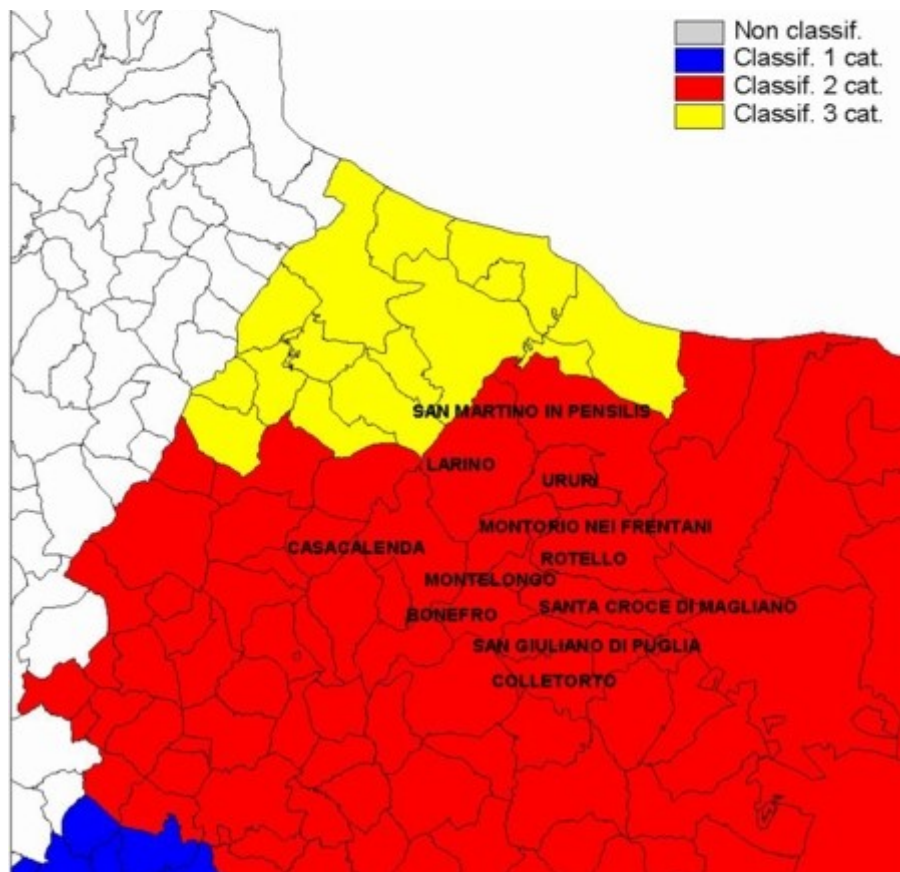 Non classif.
Classif. 1 cat.
Classif. 2 cat.
Classif. 3 cat.
SAN MARTINO IN PENSILIS
LARINO
URURI
MONTORIO NEI FRENTANI
CASACALENDA
ROTELLO
MONTELONGO
SANTA CROCE DI MAGLIANO
BONEFRO
SAN GIULIANO DI PUGLIA
COLLETORTO